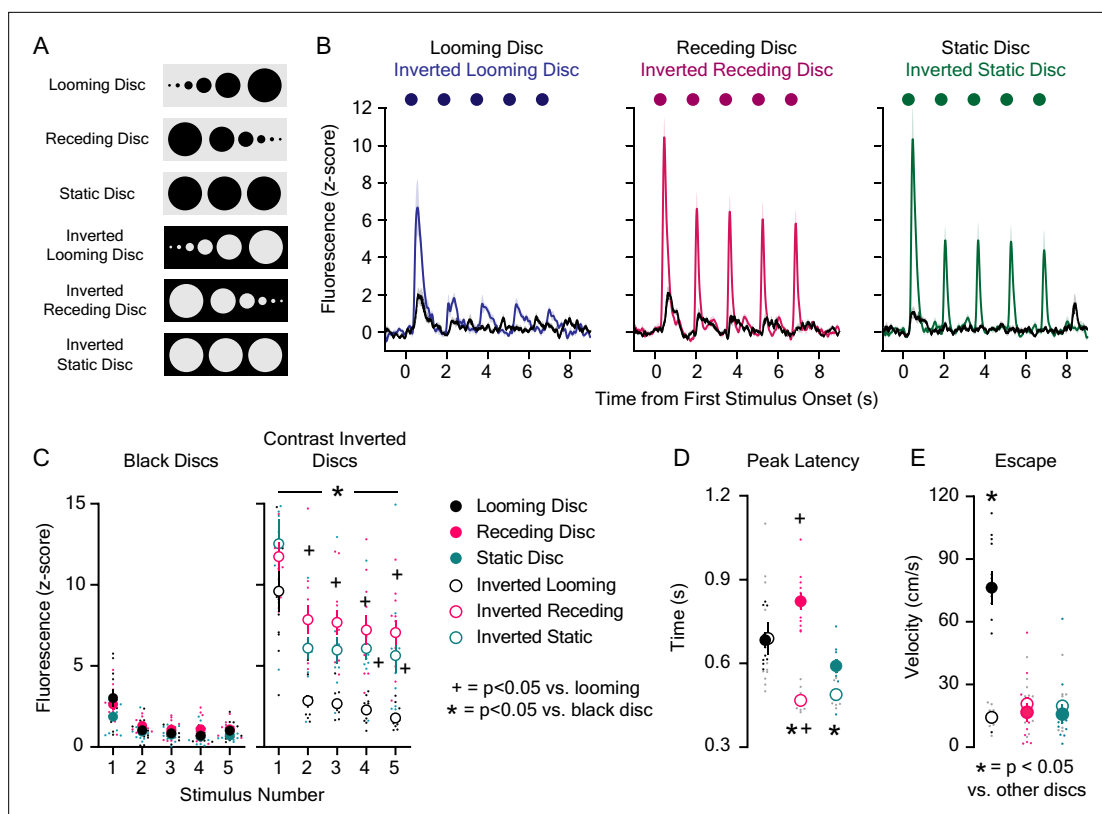 A
Looming Disc
Receding Disc
Static Disc
Inverted
Looming Disc
Inverted
Receding Disc
Inverted
Static Disc
B
Looming Disc
Inverted Looming Disc
Receding Disc
Inverted Receding Disc
Static Disc
Inverted Static Disc
Fluorescence (z-score)
12
10
8
6
4
2
0
0 2 4 6 8
0 2 4 6 8
0 2 4 6 8
Time from First Stimulus Onset (s)
C
Black Discs
Contrast Inverted
Discs
Fluorescence (z-score)
15
10
5
0
*
+ + + + + +
1 2 3 4 5
1 2 3 4 5
Stimulus Number
Looming Disc
Receding Disc
Static Disc
Inverted Looming
Inverted Receding
Inverted Static
+ = p<0.05 vs. looming
* = p<0.05 vs. black disc
D
Peak Latency
Time (s)
1.2
0.9
0.6
0.3
+
*+ *
E
Escape
Velocity (cm/s)
120
90
60
30
0
*
* = p < 0.05
vs. other discs